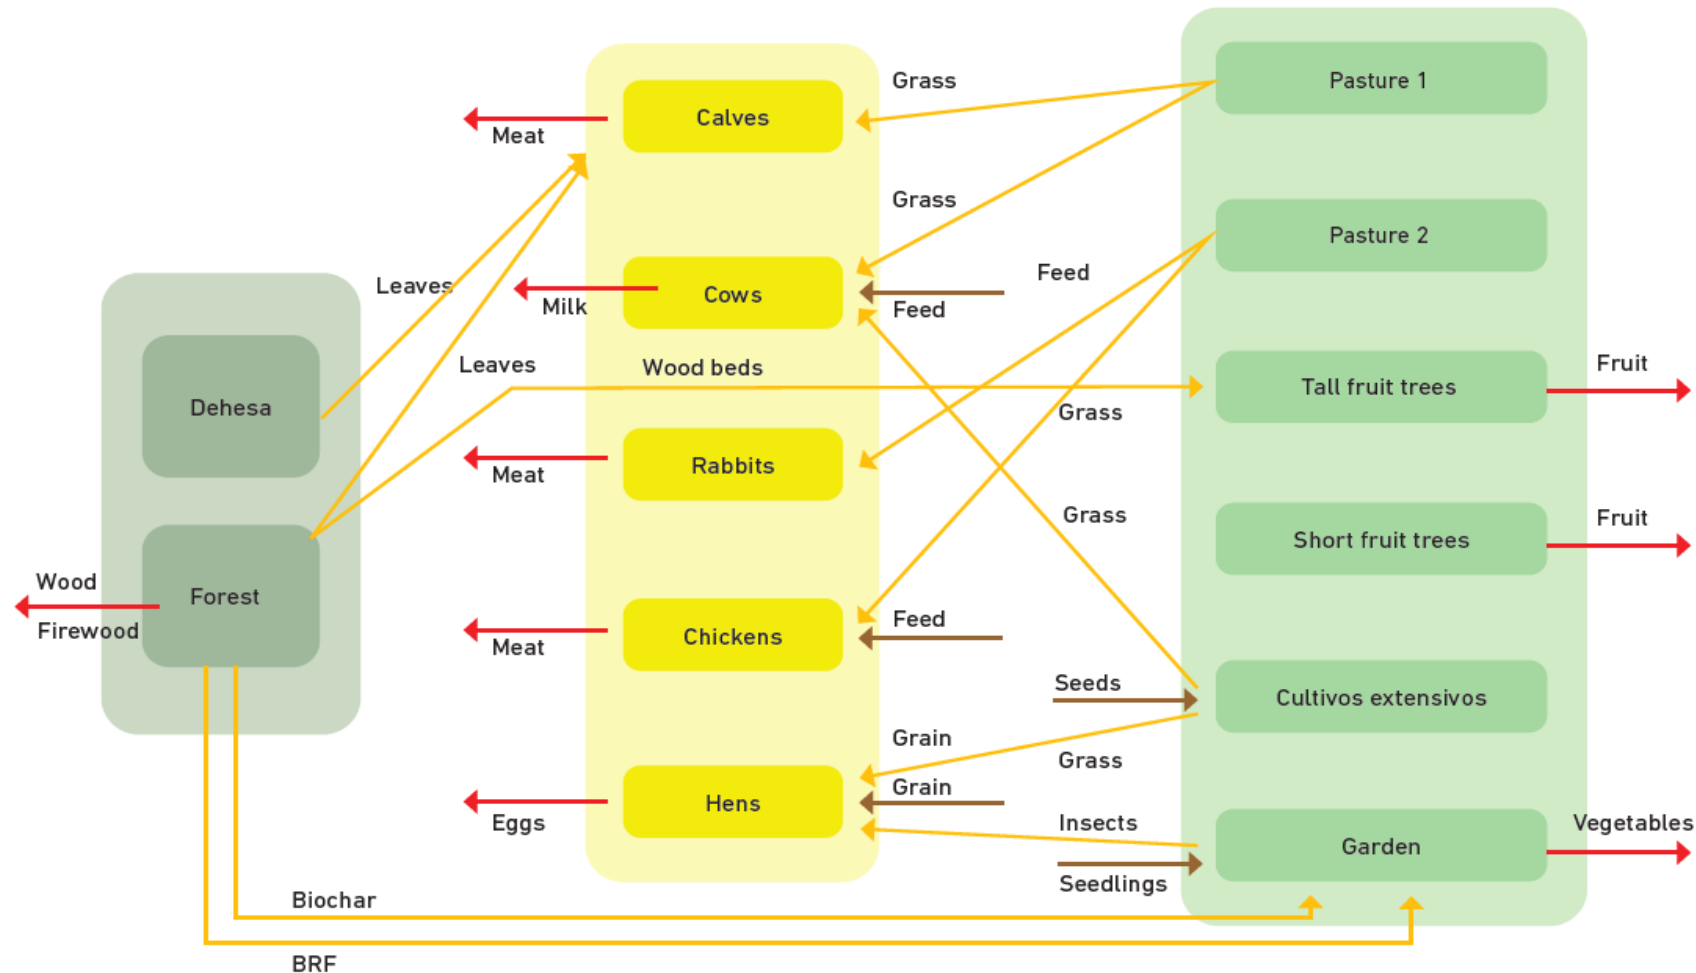 Grass
Pasture 1
Calves
Meat
Grass
Pasture 2
Feed
Leaves
Cows
Milk
Feed
Fruit
Leaves
Wood beds
Tall fruit trees
Dehesa
Grass
Rabbits
Meat
Grass
Fruit
Short fruit trees
Wood
Forest
Firewood
Feed
Chickens
Meat
Seeds
Cultivos extensivos
Grain
Grass
Grain
Hens
Eggs
Insects
Vegetables
Garden
Seedlings
Biochar
BRF